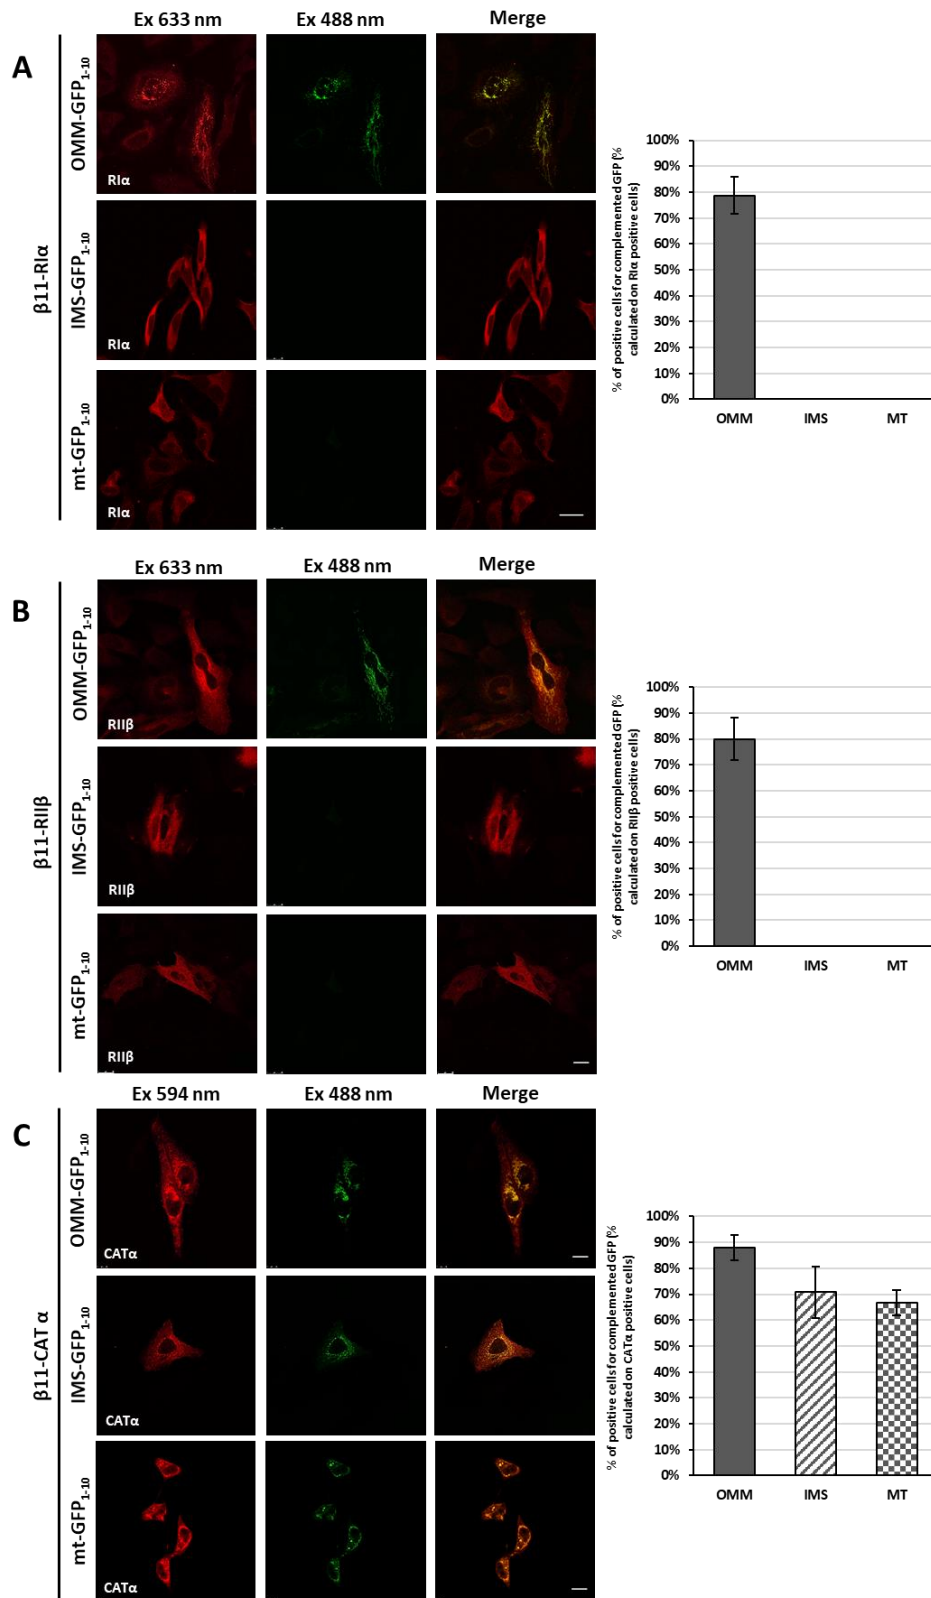 Ex 633 nm Ex 488 nm Merge
A
β11-RIα
OMM-GFP1-10
RIα
IMS-GFP1-10
RIα
mt-GFP1-10
RIα
% of positive cells for complemented GFP (%
calculated on RIα positive cells)
80%
90%
80%
70%
60%
50%
40%
30%
20%
10%
0%
OMM IMS MT
Ex 633 nm Ex 488 nm Merge
B
β11-RIIβ
OMM-GFP1-10
RIIβ
IMS-GFP1-10
RIIβ
mt-GFP1-10
RIIβ
% of positive cells for complemented GFP (%
calculated on RIIβ positive cells)
100%
90%
80%
70%
60%
50%
40%
30%
20%
10%
0%
OMM IMS MT
Ex 594 nm Ex 488 nm Merge
C
β11-CAT α
OMM-GFP1-10
CATα
IMS-GFP1-10
CATα
mt-GFP1-10
CATα
% of positive cells for complemented GFP (%
calculated on CATα positive cells)
100%
90%
80%
70%
60%
50%
40%
30%
20%
10%
0%
OMM IMS MT